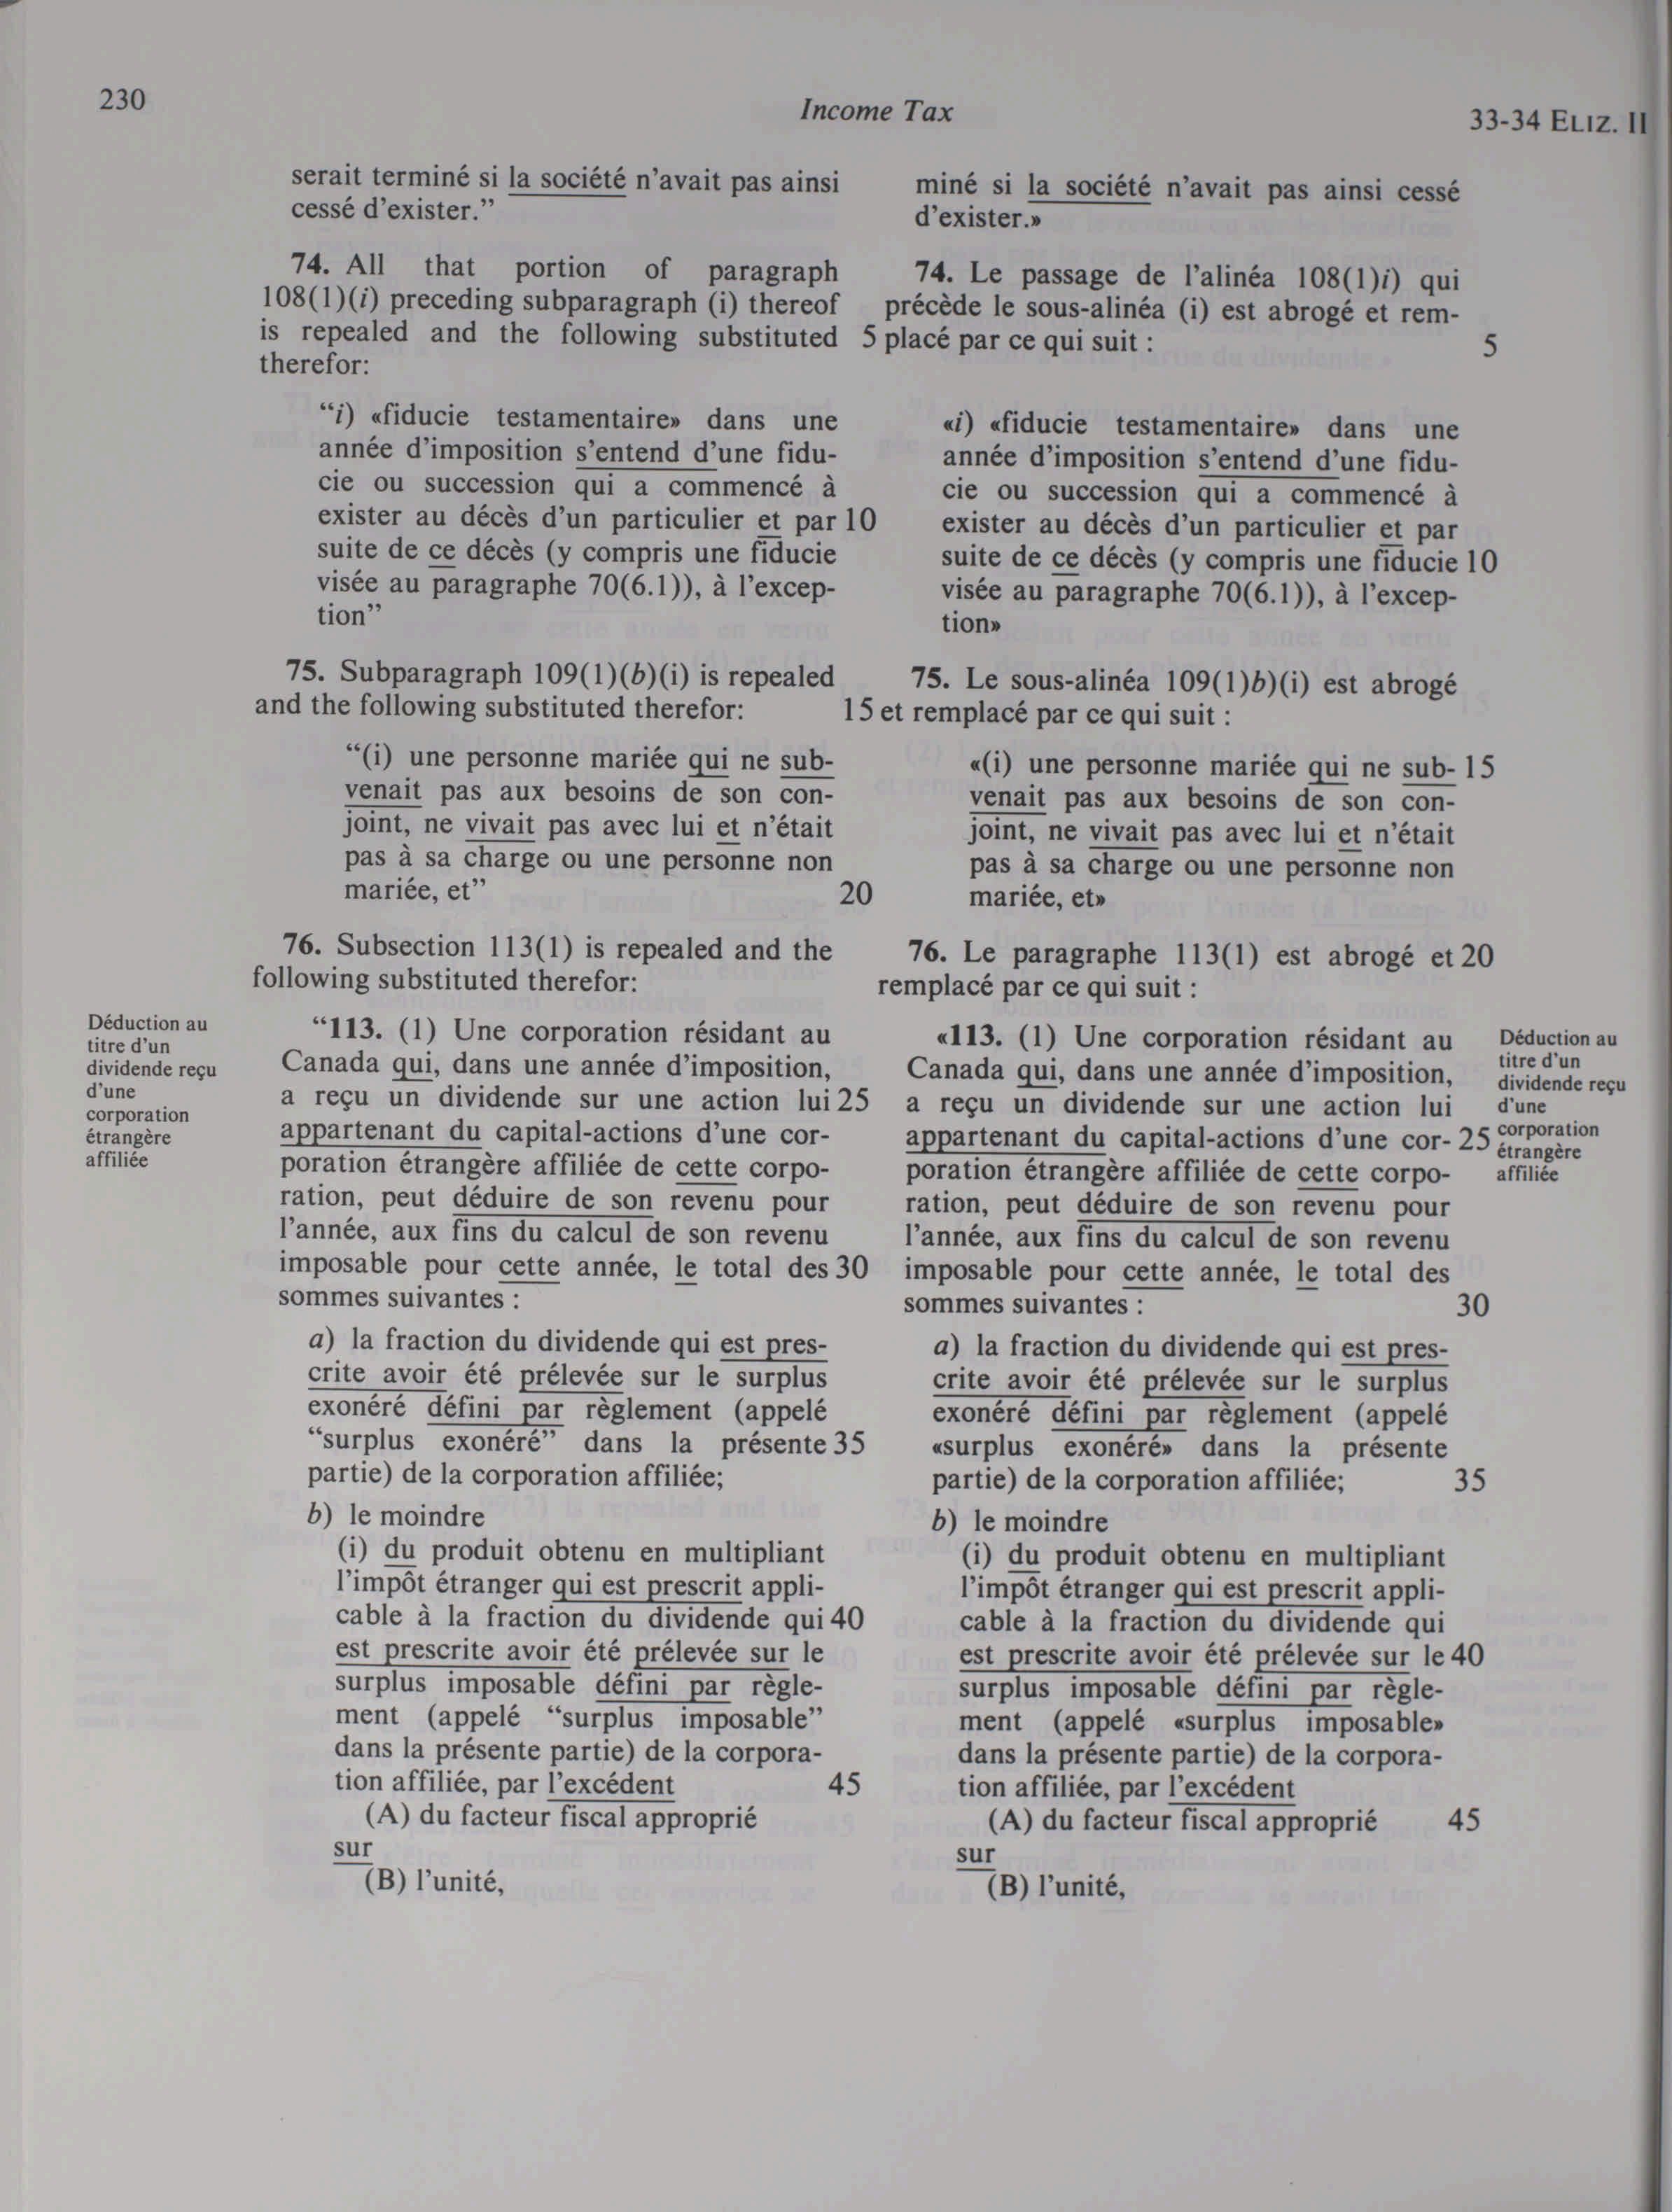 230
Income Tax
33-34 ELIZ. II
serait terminé si la société n'avait pas ainsi
cessé d'exister.”
74. All that portion of paragraph
108(1)(i) preceding subparagraph (i) thereof
is repealed and the following substituted 5
therefor:
“i) «fiducie testamentaire» dans une
année d'imposition s'entend d'une fidu-
cie ou succession qui a commencé à
exister au décès d'un particulier et par 10
suite de ce décès (y compris une fiducie
visée au paragraphe 70(6.1)), à l'excep-
tion”
75. Subparagraph 109(1)(b)(i) is repealed
and the following substituted therefor: 15
“(i) une personne mariée qui ne sub-
venait pas aux besoins de son con-
joint, ne vivait pas avec lui et n'était
pas à sa charge ou une personne non
mariée, et” 20
76. Subsection 113(1) is repealed and the
following substituted therefor:
Déduction au
titre d'un
dividende reçu
d'une
corporation
étrangère
affiliée
“113. (1) Une corporation résidant au
Canada qui, dans une année d'imposition,
a reçu un dividende sur une action lui 25
appartenant du capital-actions d'une cor-
poration étrangère affiliée de cette corpo-
ration, peut déduire de son revenu pour
l'année, aux fins du calcul de son revenu
imposable pour cette année, le total des 30
sommes suivantes :
a) la fraction du dividende qui est pres-
crite avoir été prélevée sur le surplus
exonéré défini par règlement (appelé
“surplus exonéré” dans la présente 35
partie) de la corporation affiliée;
b) le moindre
(i) du produit obtenu en multipliant
l'impôt étranger qui est prescrit appli-
cable à la fraction du dividende qui 40
est prescrite avoir été prélevée sur le
surplus imposable défini par règle-
ment (appelé “surplus imposable”
dans la présente partie) de la corpora-
tion affiliée, par l'excédent 45
(A) du facteur fiscal approprié
sur
(B) l'unité,
miné si la société n'avait pas ainsi cessé
d'exister.»
74. Le passage de l'alinéa 108(1)i) qui
précède le sous-alinéa (i) est abrogé et rem-
placé par ce qui suit : 5
«i) «fiducie testamentaire» dans une
année d'imposition s'entend d'une fidu-
cie ou succession qui a commencé à
exister au décès d'un particulier et par
suite de ce décès (y compris une fiducie 10
visée au paragraphe 70(6.1)), à l'excep-
tion»
75. Le sous-alinéa 109(1)b)(i) est abrogé
et remplacé par ce qui suit :
«(i) une personne mariée qui ne sub- 15
venait pas aux besoins de son con-
joint, ne vivait pas avec lui et n'était
pas à sa charge ou une personne non
mariée, et»
76. Le paragraphe 113(1) est abrogé et 20
remplacé par ce qui suit :
«113. (1) Une corporation résidant au
Canada qui, dans une année d'imposition,
a reçu un dividende sur une action lui
appartenant du capital-actions d'une cor- 25
poration étrangère affiliée de cette corpo-
ration, peut déduire de son revenu pour
l'année, aux fins du calcul de son revenu
imposable pour cette année, le total des
sommes suivantes : 30
Déduction au
titre d'un
dividende reçu
d'une
corporation
étrangère
affiliée
a) la fraction du dividende qui est pres-
crite avoir été prélevée sur le surplus
exonéré défini par règlement (appelé
«surplus exonéré» dans la présente
partie) de la corporation affiliée; 35
b) le moindre
(i) du produit obtenu en multipliant
l'impôt étranger qui est prescrit appli-
cable à la fraction du dividende qui
est prescrite avoir été prélevée sur le 40
surplus imposable défini par règle-
ment (appelé «surplus imposable»
dans la présente partie) de la corpora-
tion affiliée, par l'excédent
(A) du facteur fiscal approprié 45
sur
(B) l'unité,